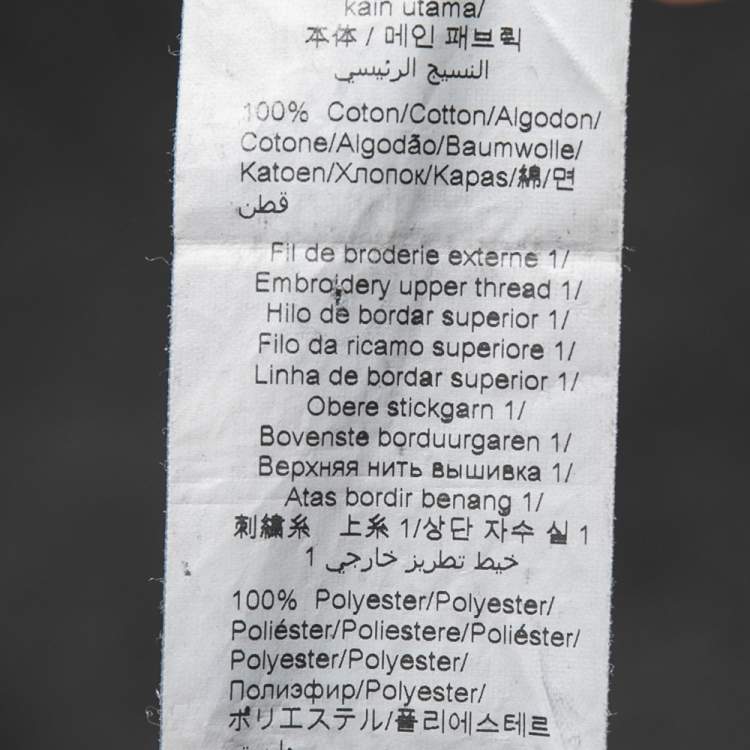 kain utama/
本体 / 메인 패브릭
النسيج الرئيسي
100% Coton/Cotton/Algodon/
Cotone/Algodão/Baumwolle/
Katoen/Хлопок/Kapas/綿/면
قطن
Fil de broderie externe 1/
Embroidery upper thread 1/
Hilo de bordar superior 1/
Filo da ricamo superiore 1/
Linha de bordar superior 1/
Obere stickgarn 1/
Bovenste borduurgaren 1/
Верхняя нить вышивка 1/
Atas bordir benang 1/
刺繍糸 上糸 1/상단 자수 실 1
خيط تطريز خارجي 1
100% Polyester/Polyester/
Poliéster/Poliestere/Poliéster/
Polyester/Polyester/
Полиэфир/Polyester/
ポリエステル/폴리에스테르